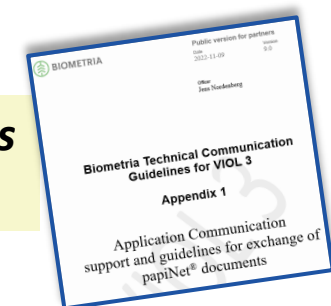 s
BIOMETRIA
Public version for partners
Date
Version
2022-11-09
0.0
Officer
Jens Nordenberg
Biometria Technical Communication
Guidelines for VIOL 3
Appendix 1
Application Communication
support and guidelines for exchange of
papiNet® documents